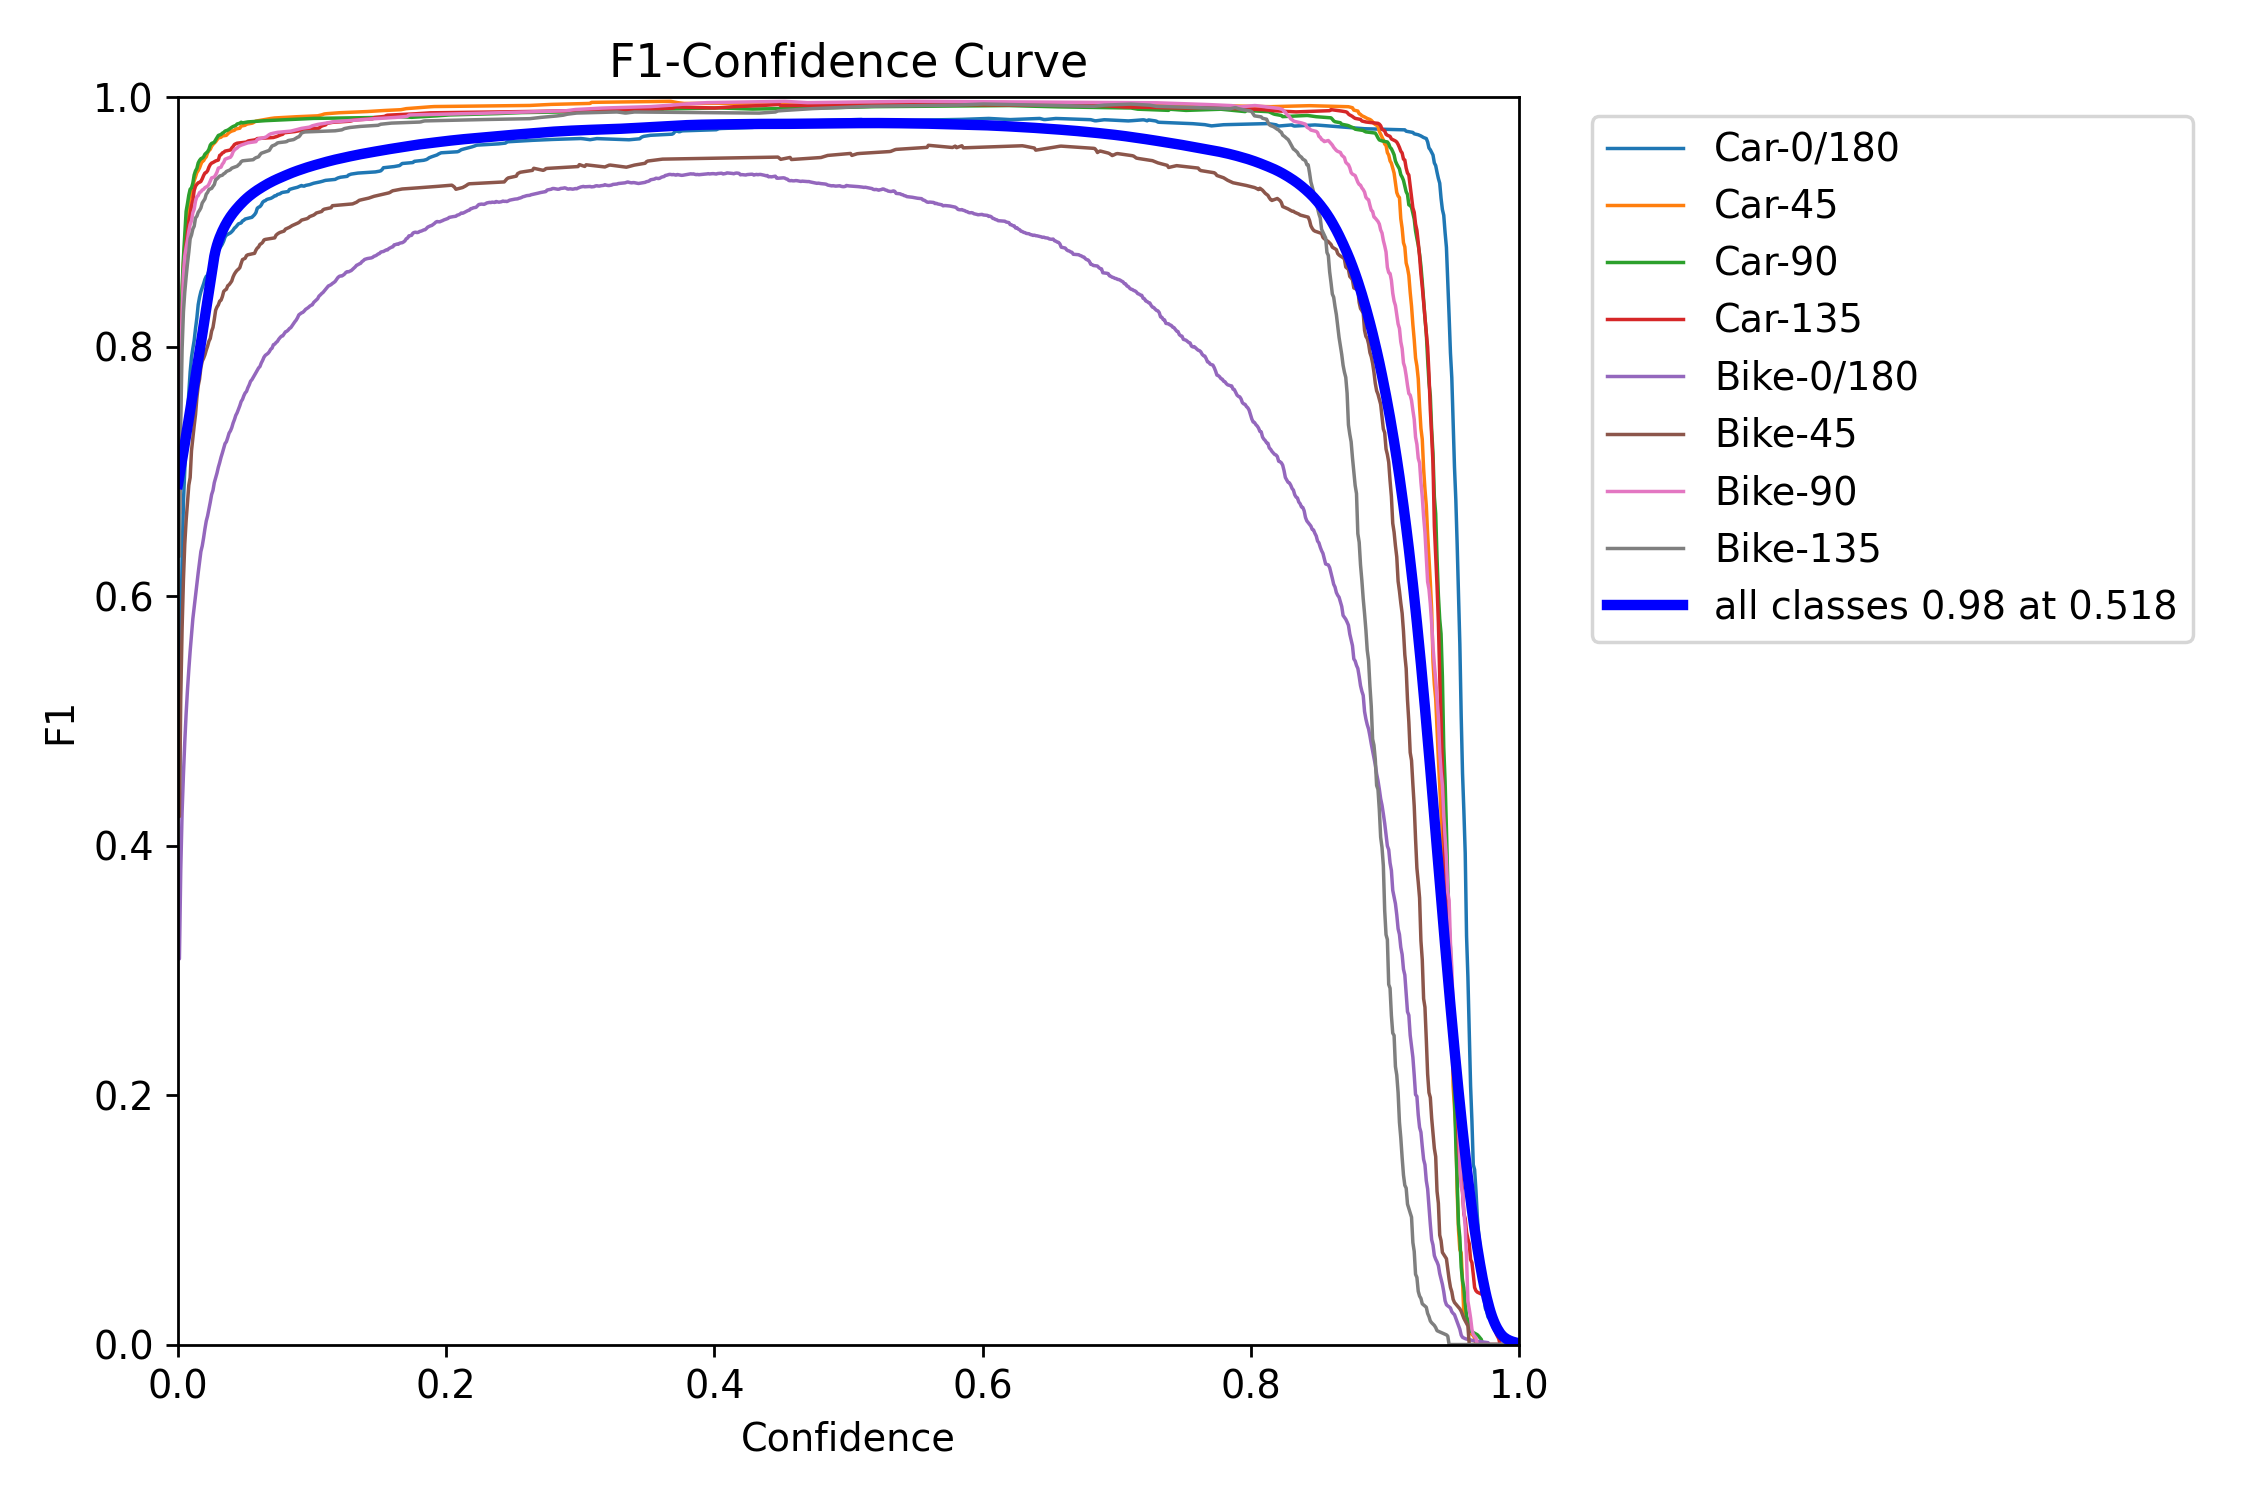 F1-Confidence Curve
1.0
0.8
0.6
0.4
0.2
0.0
F1
0.0 0.2 0.4 0.6 0.8 1.0
Confidence
Car-0/180
Car-45
Car-90
Car-135
Bike-0/180
Bike-45
Bike-90
Bike-135
all classes 0.98 at 0.518